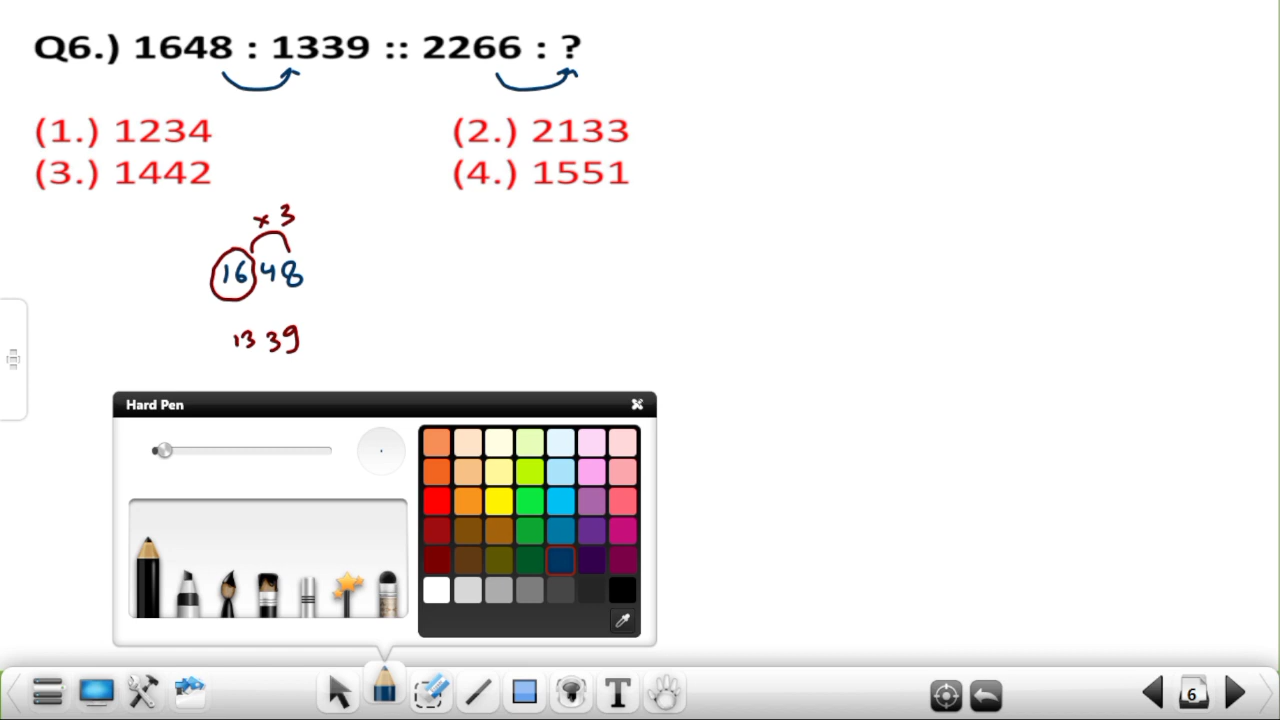 Q6.) 1648 : 1339 :: 2266 : ?
(1.) 1234 (2.) 2133
(3.) 1442 (4.) 1551
× 3
16 48
13 39
Hard Pen
T
6